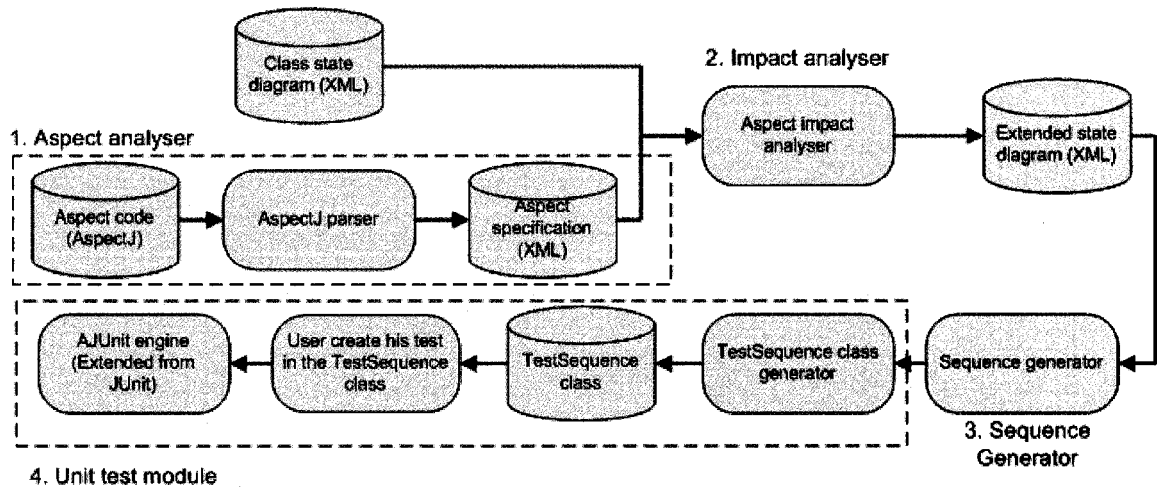 Class state
diagram (XML)
2. Impact analyser
Aspect impact
analyser
Extended state
diagram (XML)
1. Aspect analyser
Aspect code
(AspectJ)
AspectJ parser
Aspect
specification
(XML)
AJUnit engine
(Extended from
JUnit)
User create his test
in the TestSequence
class
TestSequence
class
TestSequence class
generator
Sequence generator
3. Sequence
Generator
4. Unit test module